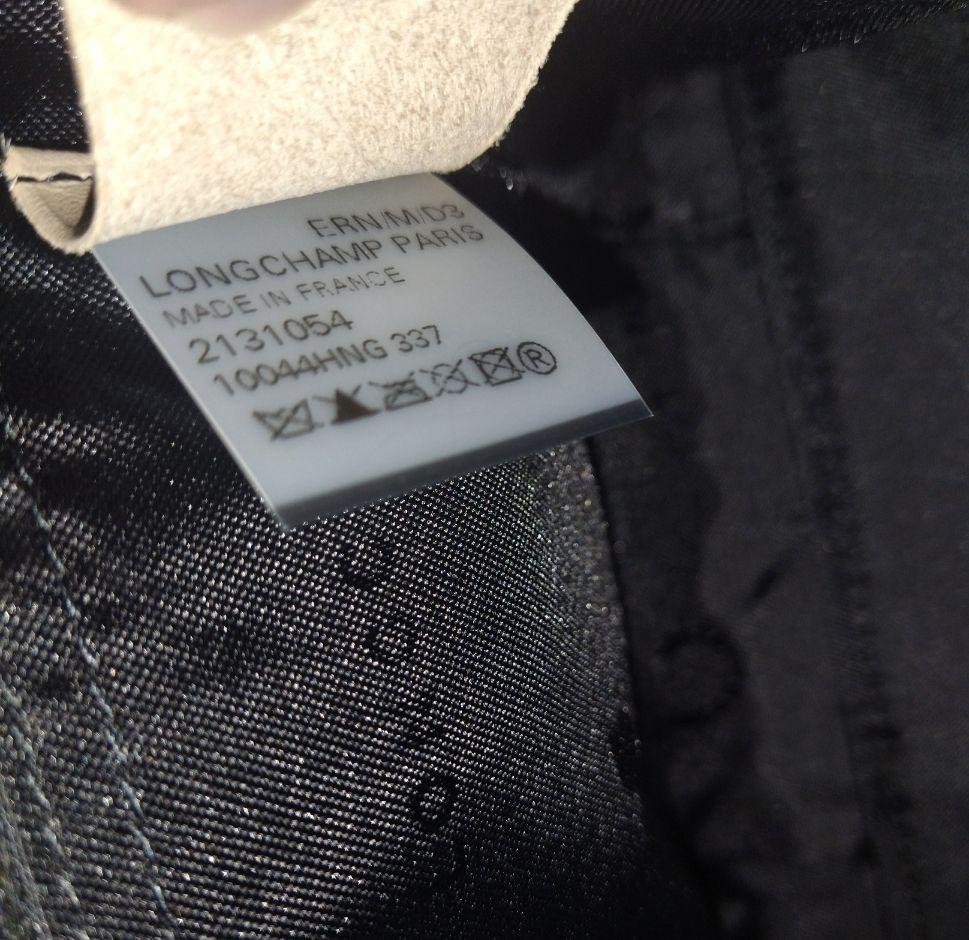 ERN/M/D3
LONGCHAMP PARIS
MADE IN FRANCE
2131054
10044HNG 337
®